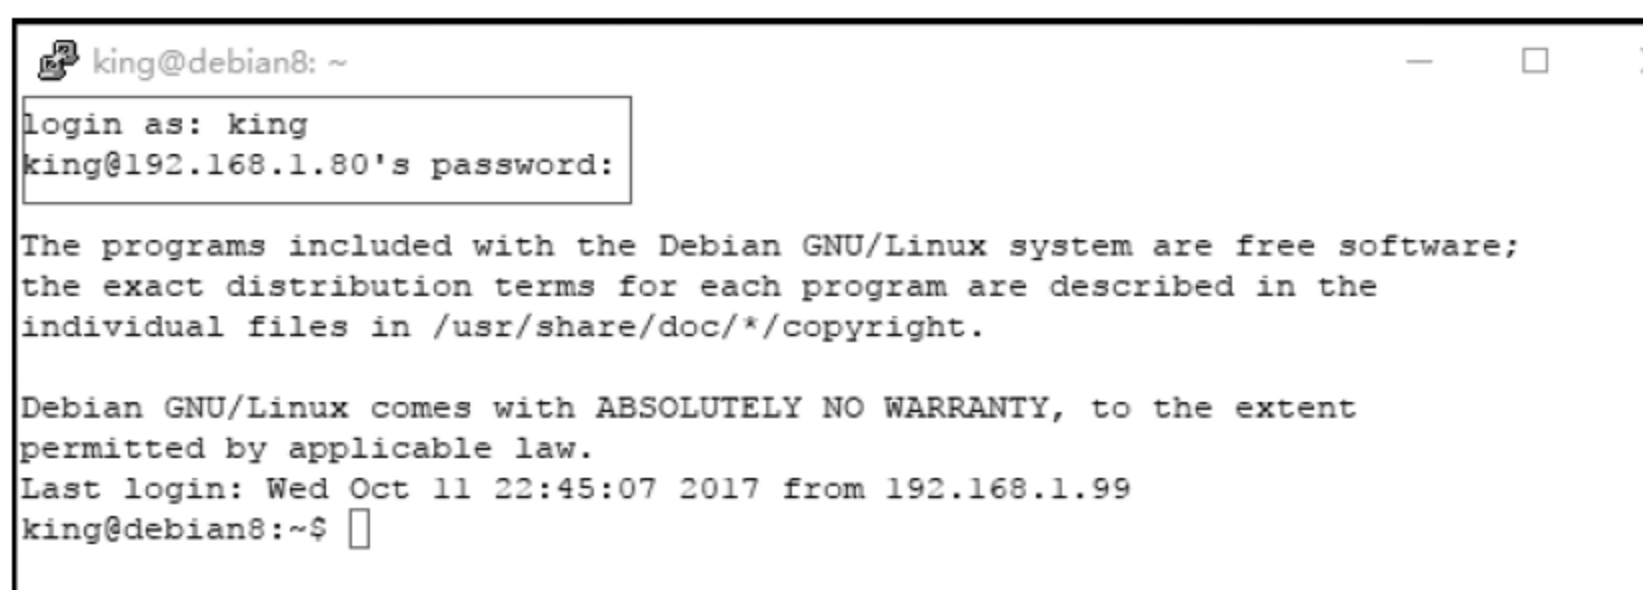 king@debian8: ~
login as: king
king@192.168.1.80's password:
The programs included with the Debian GNU/Linux system are free software;
the exact distribution terms for each program are described in the
individual files in /usr/share/doc/*/copyright.
Debian GNU/Linux comes with ABSOLUTELY NO WARRANTY, to the extent
permitted by applicable law.
Last login: Wed Oct 11 22:45:07 2017 from 192.168.1.99
king@debian8:~$